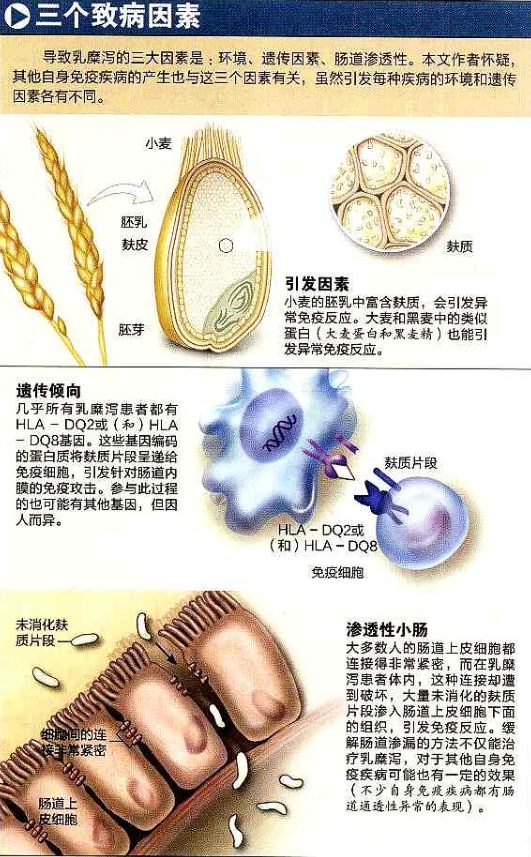 三个致病因素
导致乳糜泻的三大因素是：环境、遗传因素、肠道渗透性。本文作者怀疑，
其他自身免疫疾病的产生也与这三个因素有关，虽然引发每种疾病的环境和遗传
因素各有不同。
小麦
胚乳
麸皮
胚芽
麸质
引发因素
小麦的胚乳中富含麸质，会引发异
常免疫反应。大麦和黑麦中的类似
蛋白（大麦蛋白和黑麦精）也能引
发异常免疫反应。
遗传倾向
几乎所有乳糜泻患者都有
HLA－DQ2或（和）HLA
－DQ8基因。这些基因编码
的蛋白质将麸质片段呈递给
免疫细胞，引发针对肠道内
膜的免疫攻击。参与此过程
的也可能有其他基因，但因
人而异。
麸质片段
HLA－DQ2或
（和）HLA－DQ8
免疫细胞
未消化麸
质片段
细胞间的连
接非常紧密
肠道上
皮细胞
渗透性小肠
大多数人的肠道上皮细胞都
连接得非常紧密，而在乳糜
泻患者体内，这种连接却遭
到破坏，大量未消化的麸质
片段渗入肠道上皮细胞下面
的组织，引发免疫反应。缓
解肠道渗漏的方法不仅能治
疗乳糜泻，对于其他自身免
疫疾病可能也有一定的效果
（不少自身免疫疾病都有肠
道通透性异常的表现）。